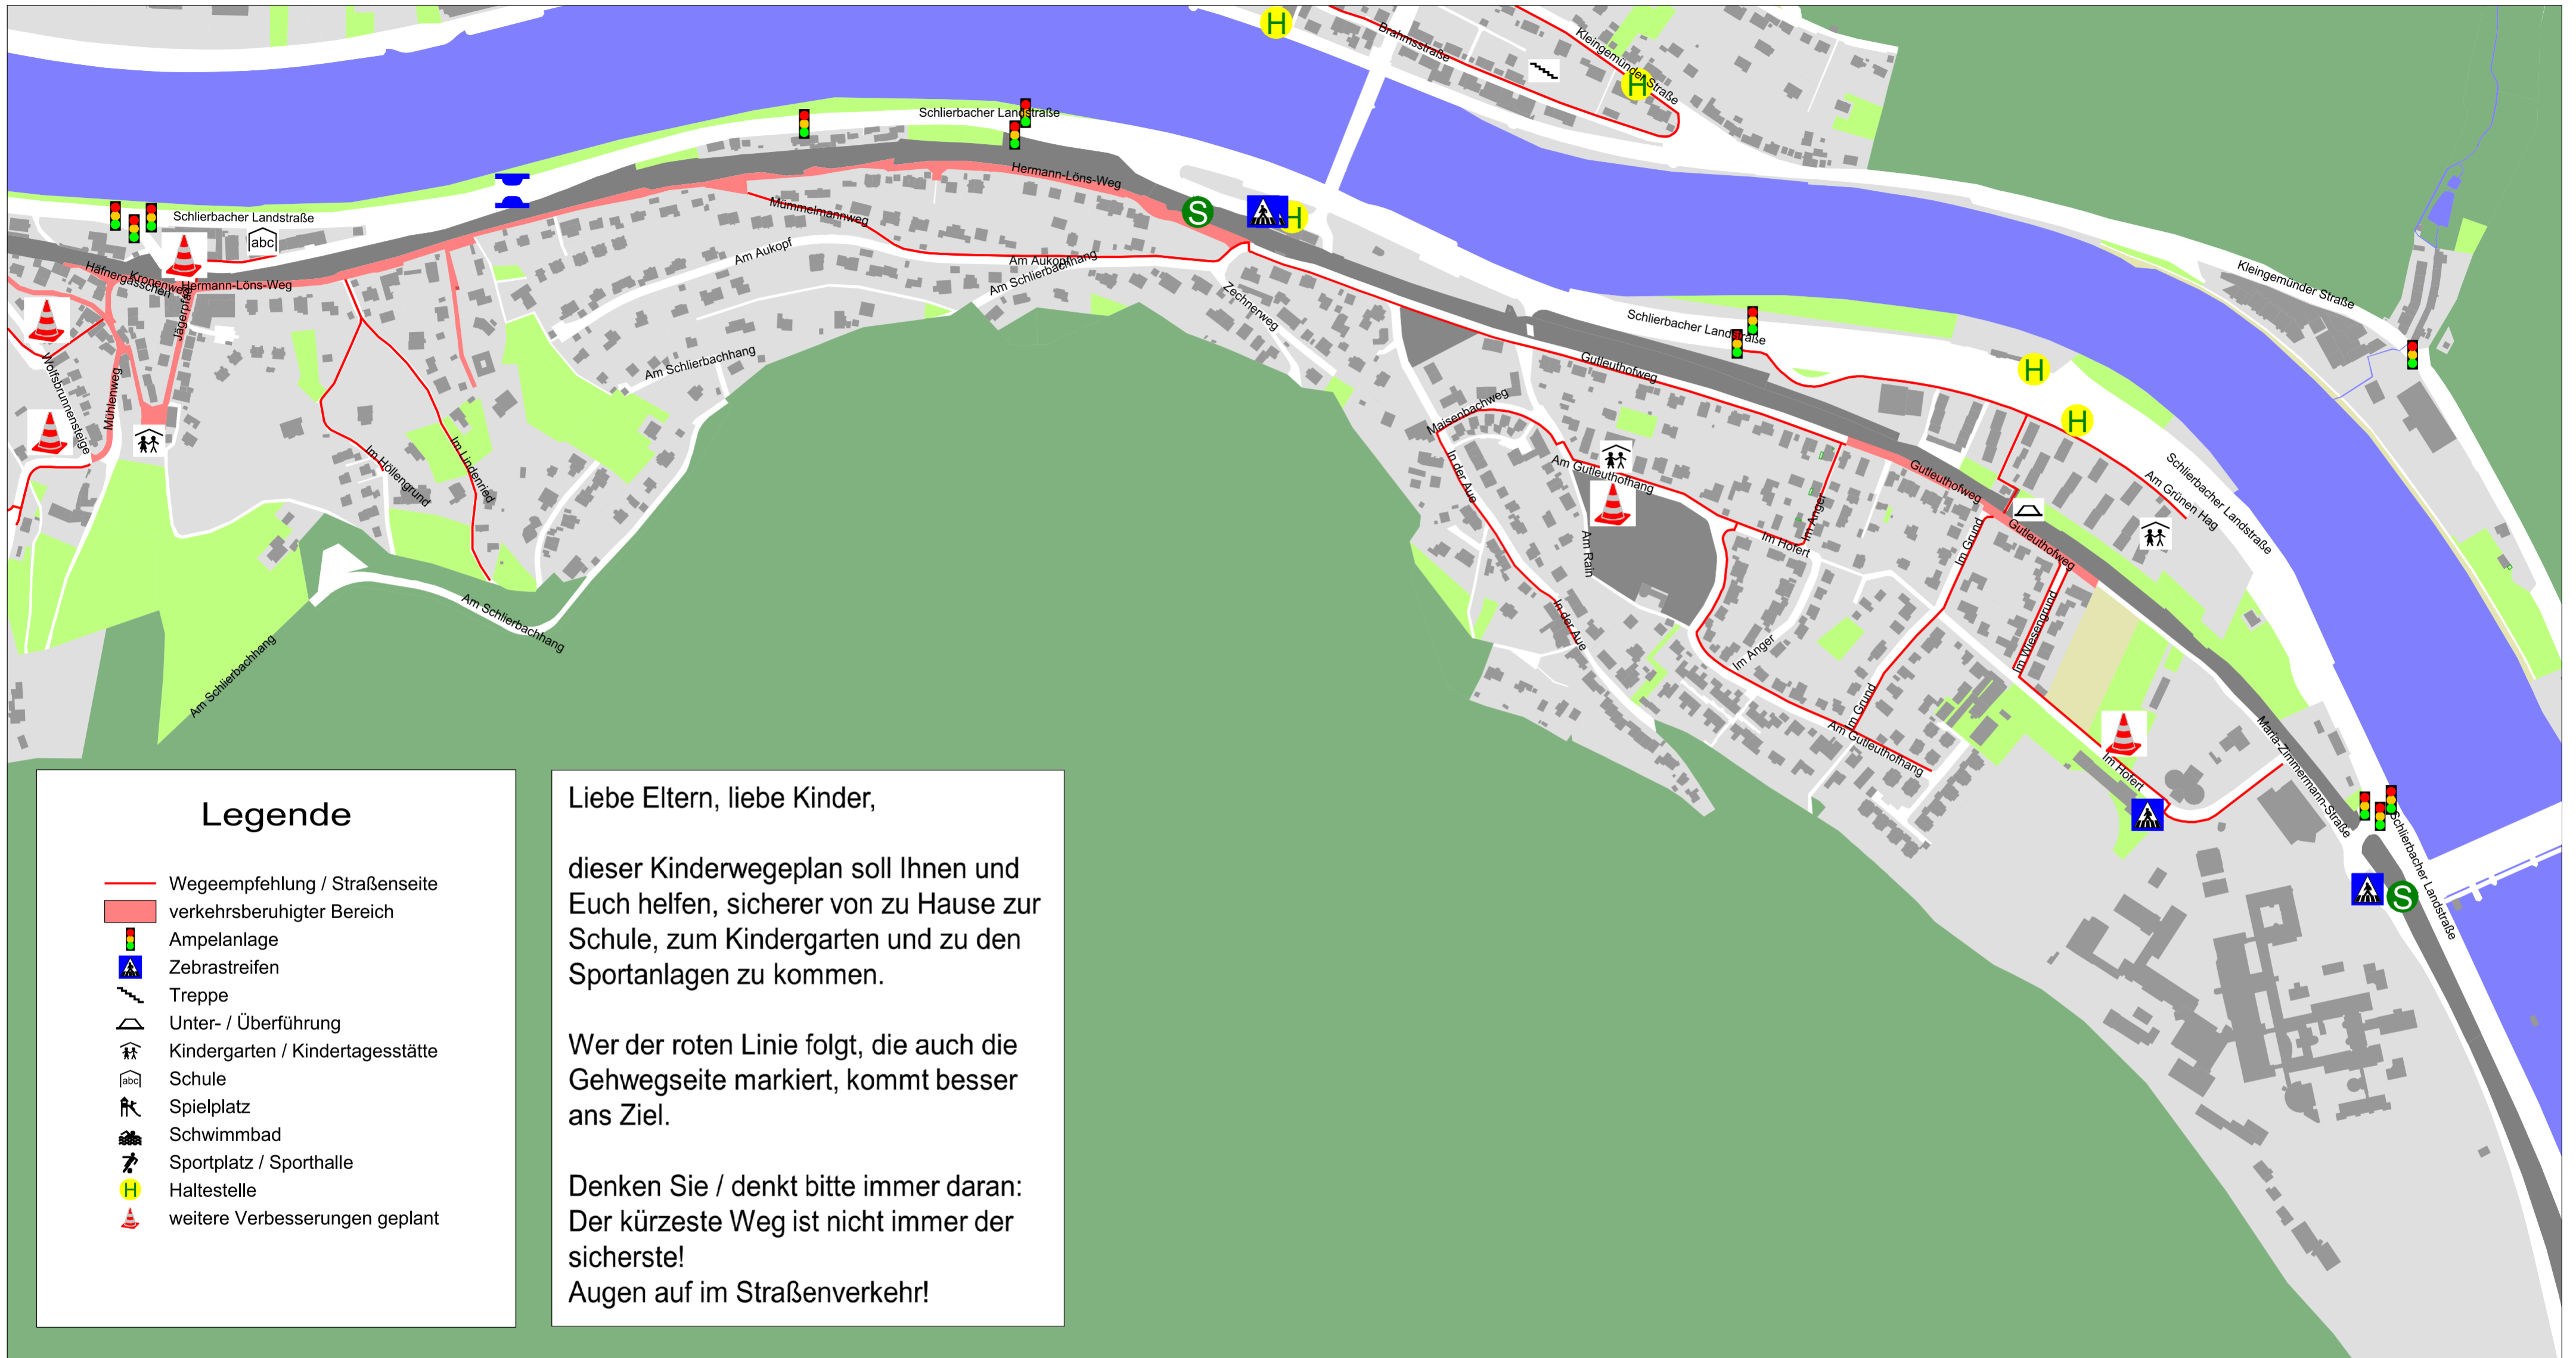 Brahmsstraße
Kleingemünder Straße
H
H
Schlierbacher Landstraße
Hermann-Löns-Weg
Schlierbacher Landstraße
abc
S
H
Mümmelmannweg
Am Aukopf
Am Aukopf
Am Schlierbachhang
Häfnergässchen
Kronenweg
Hermann-Löns-Weg
Jägerpfad
Zechnerweg
Kleingemünder Straße
Schlierbacher Landstraße
Gutleuthofweg
H
H
Wolfsbrunnensteige
Mühlenweg
Am Schlierbachhang
Im Höllengrund
Im Lindenried
Maisenbachweg
In der Aue
Am Gutleuthofhang
Am Rain
Im Anger
Im Hofert
Gutleuthofweg
Im Grund
Gutleuthofweg
Schlierbacher Landstraße
Am Grünen Hag
Am Schlierbachhang
Am Schlierbachhang
In der Aue
Im Anger
Im Wiesengrund
Im Grund
Am Gutleuthofhang
Im Hofert
Maria-Zimmermann-Straße
Schlierbacher Landstraße
S
Legende
Wegeempfehlung / Straßenseite
verkehrsberuhigter Bereich
Ampelanlage
Zebrastreifen
Treppe
Unter- / Überführung
Kindergarten / Kindertagesstätte
abc
Schule
Spielplatz
Schwimmbad
Sportplatz / Sporthalle
H
Haltestelle
weitere Verbesserungen geplant
Liebe Eltern, liebe Kinder,
dieser Kinderwegeplan soll Ihnen und
Euch helfen, sicherer von zu Hause zur
Schule, zum Kindergarten und zu den
Sportanlagen zu kommen.
Wer der roten Linie folgt, die auch die
Gehwegseite markiert, kommt besser
ans Ziel.
Denken Sie / denkt bitte immer daran:
Der kürzeste Weg ist nicht immer der
sicherste!
Augen auf im Straßenverkehr!